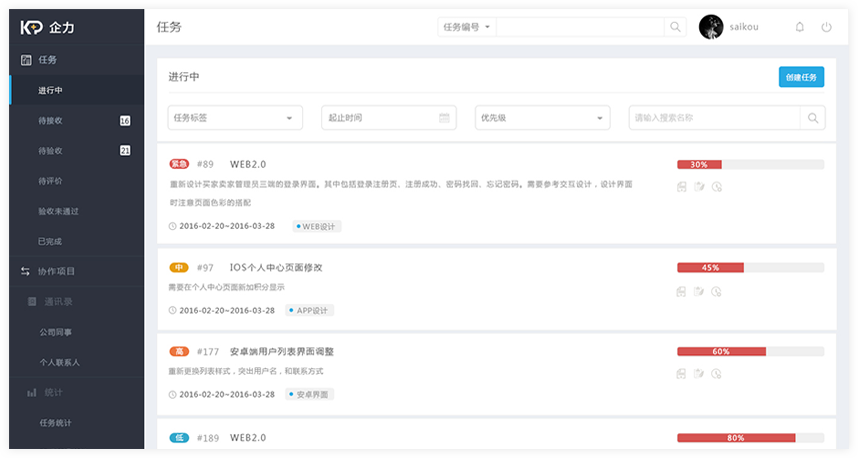 企力
任务
任务编号
saikou
任务
进行中
待接收 16
待验收 21
待评价
验收未通过
已完成
协作项目
通讯录
公司同事
个人联系人
统计
任务统计
进行中
创建任务
任务标签
起止时间
优先级
请输入搜索名称
紧急 #89 WEB2.0
30%
重新设计买家卖家管理员三端的登录界面。其中包括登录注册页、注册成功、密码找回、忘记密码。需要参考交互设计，设计界面
时注意页面色彩的搭配
2016-02-20~2016-03-28 WEB设计
中 #97 IOS个人中心页面修改
45%
需要在个人中心页面新加积分显示
2016-02-20~2016-03-28 APP设计
高 #177 安卓端用户列表界面调整
60%
重新更换列表样式，突出用户名，和联系方式
2016-02-20~2016-03-28 安卓界面
低 #189 WEB2.0
80%